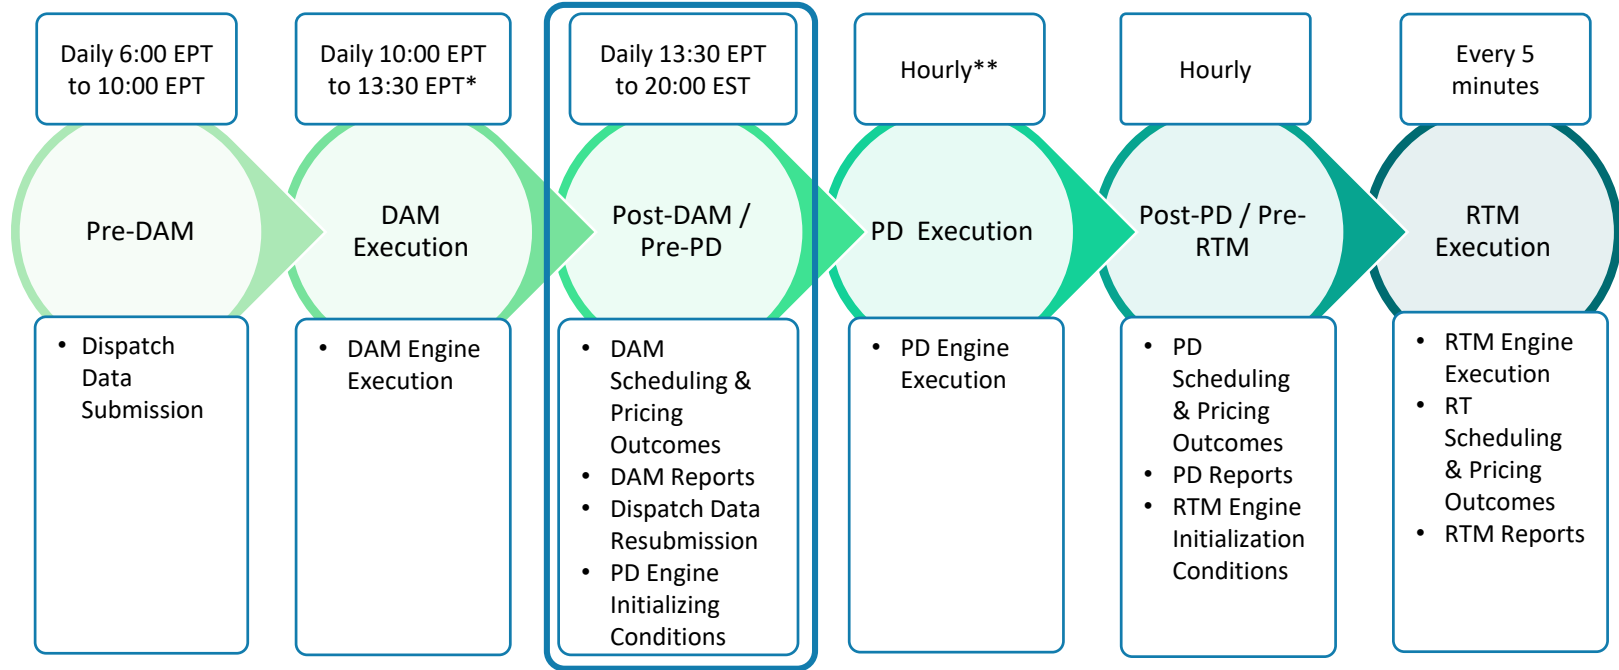 Daily 6:00 EPT
to 10:00 EPT
Pre-DAM
• Dispatch
Data
Submission
Daily 10:00 EPT
to 13:30 EPT*
DAM
Execution
• DAM Engine
Execution
Daily 13:30 EPT
to 20:00 EST
Post-DAM /
Pre-PD
• DAM
Scheduling &
Pricing
Outcomes
• DAM Reports
• Dispatch Data
Resubmission
• PD Engine
Initializing
Conditions
Hourly**
PD Execution
• PD Engine
Execution
Hourly
Post-PD / Pre-
RTM
• PD
Scheduling
& Pricing
Outcomes
• PD Reports
• RTM Engine
Initialization
Conditions
Every 5
minutes
RTM
Execution
• RTM Engine
Execution
• RT
Scheduling
& Pricing
Outcomes
• RTM Reports